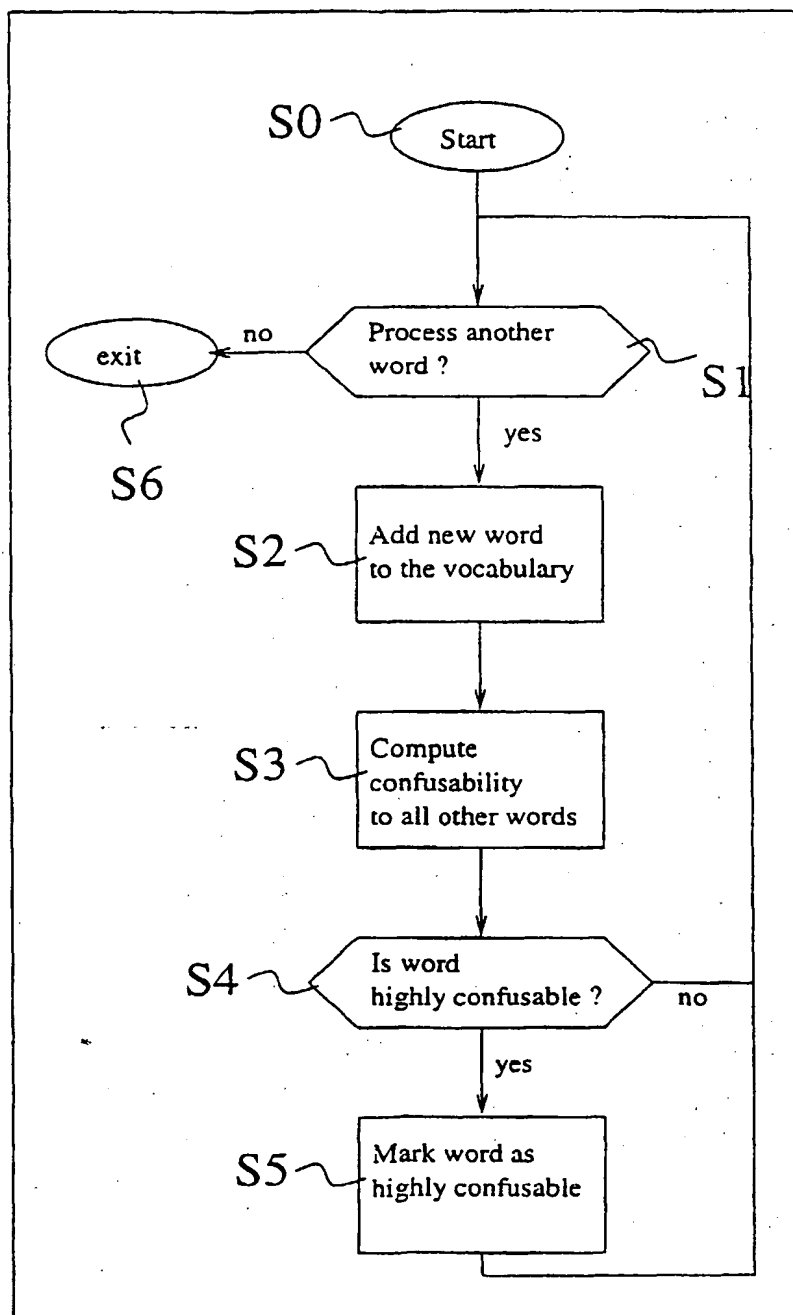 S0
Start
Process another
word ?
S1
no
exit
S6
yes
S2
Add new word
to the vocabulary
S3
Compute
confusability
to all other words
S4
Is word
highly confusable ?
no
yes
S5
Mark word as
highly confusable